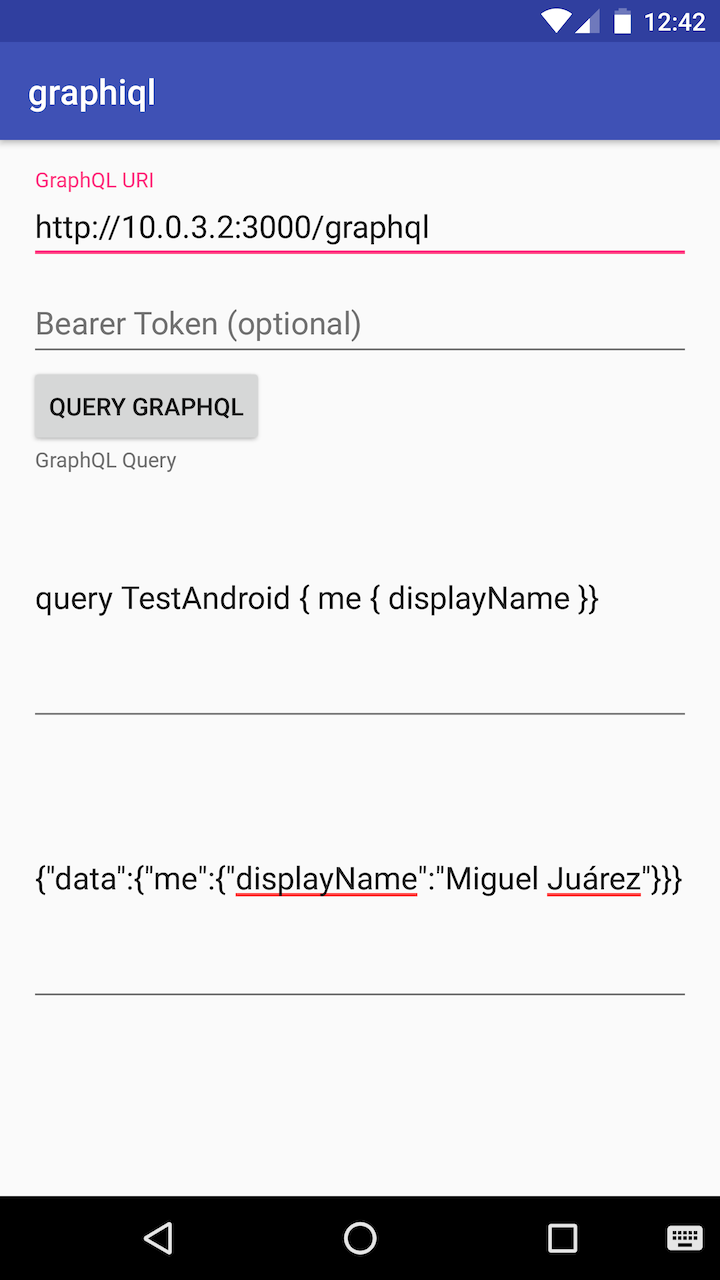 12:42
graphiql
GraphQL URI
http://10.0.3.2:3000/graphql
Bearer Token (optional)
QUERY GRAPHQL
GraphQL Query
query TestAndroid { me { displayName }}
{"data":{"me":{"displayName":"Miguel Juárez"}}}